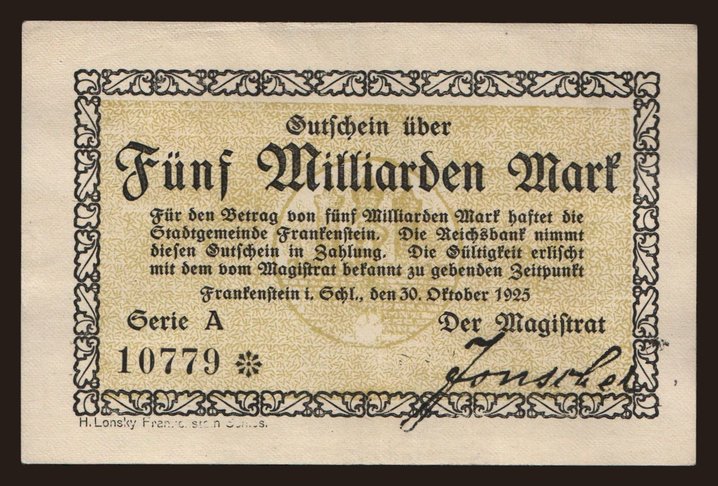 Gutschein über
Fünf Milliarden Mark
Für den Betrag von fünf Milliarden Mark haftet die
Stadtgemeinde Frankenstein. Die Reichsbank nimmt
diesen Gutschein in Zahlung. Die Gültigkeit erlischt
mit dem vom Magistrat bekannt zu gebenden Zeitpunkt
Frankenstein i. Schl., den 30. Oktober 1923
Serie A
Der Magistrat
10779
H. Lonsky